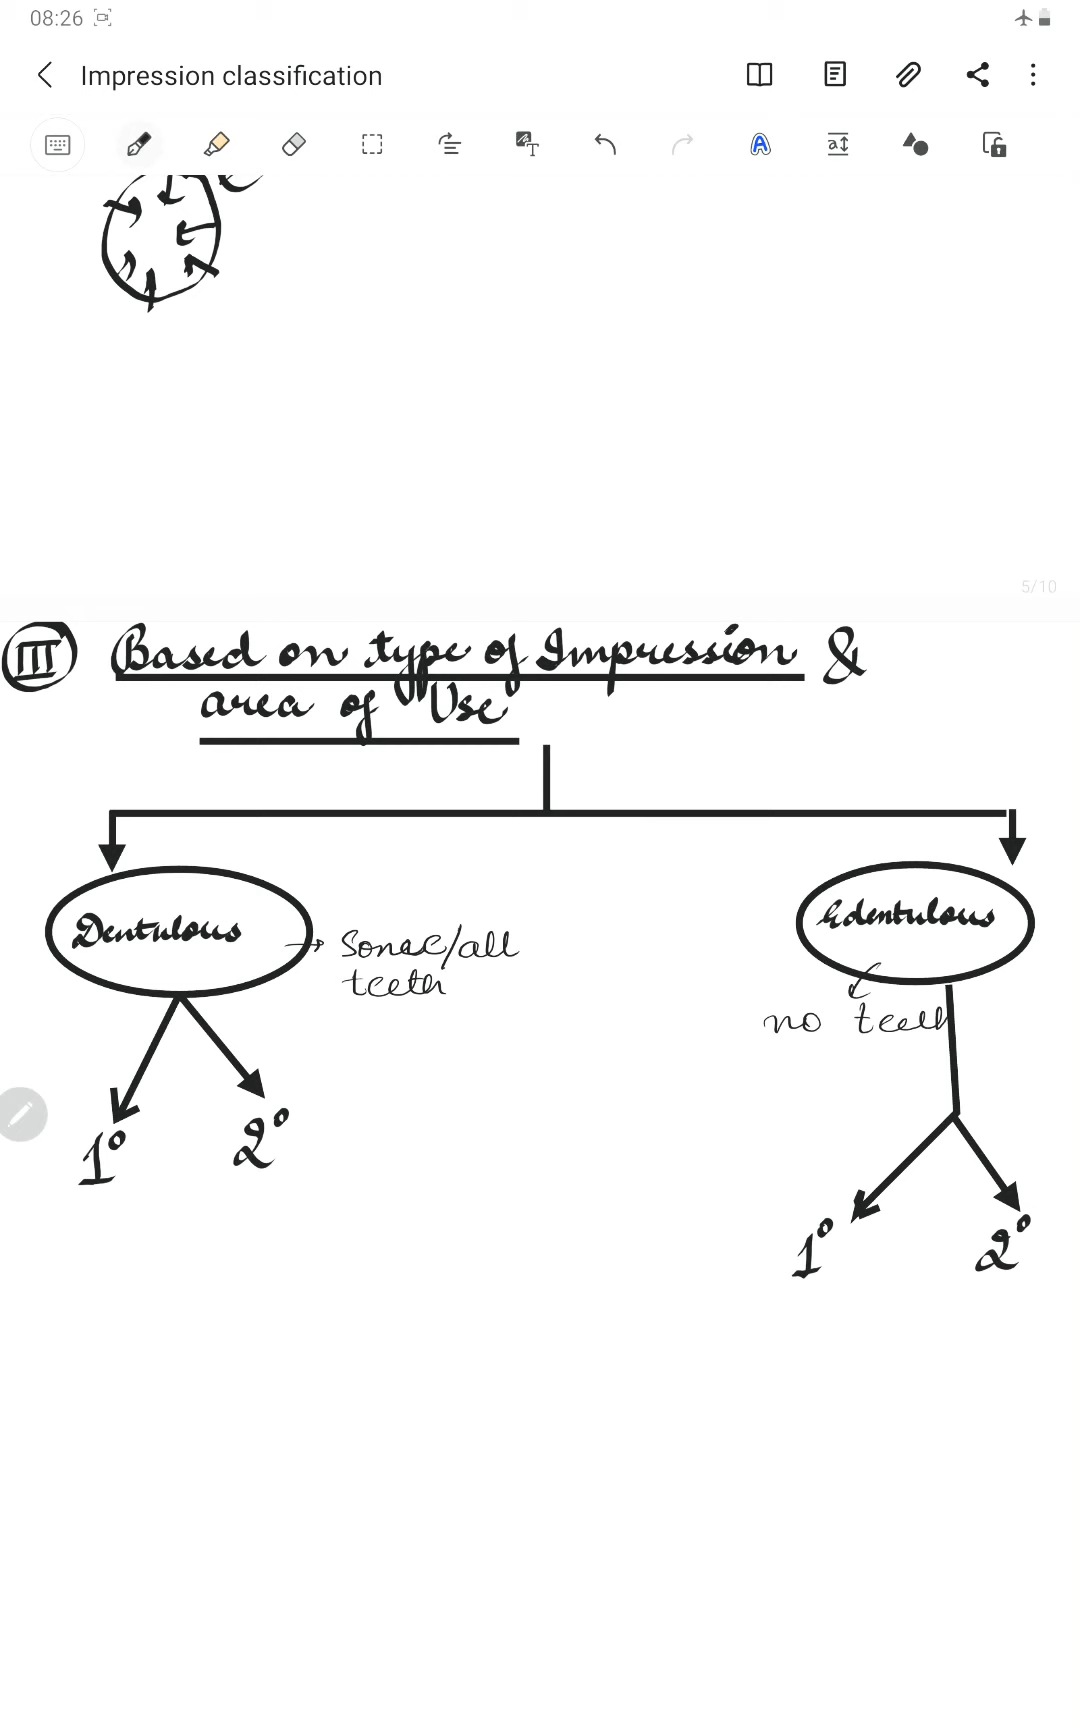 08:26
Impression classification
5/10
III Based on type of Impression &
area of Use
Dentulous
→ Some/all
teeth
Edentulous
no teeth
1° 2°
1° 2°